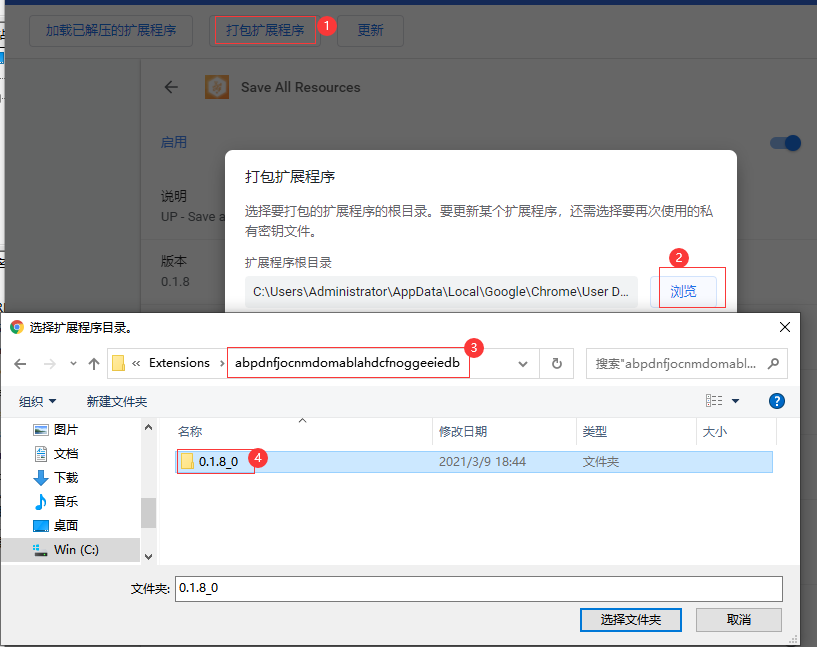 加载已解压的扩展程序 打包扩展程序 1 更新
Save All Resources
启用
打包扩展程序
说明
选择要打包的扩展程序的根目录。要更新某个扩展程序，还需选择要再次使用的私
UP - Save a
有密钥文件。
2
版本
扩展程序根目录
0.1.8
C:\Users\Administrator\AppData\Local\Google\Chrome\User D... 浏览
选择扩展程序目录。
3
« Extensions › abpdnfjocnmdomablahdcfnoggeeiedb 搜索"abpdnfjocnmdomabl...
组织 新建文件夹 ?
图片 名称 修改日期 类型 大小
文档 0.1.8_0 4 2021/3/9 18:44 文件夹
下载
音乐
桌面
Win (C:)
文件夹: 0.1.8_0
选择文件夹 取消